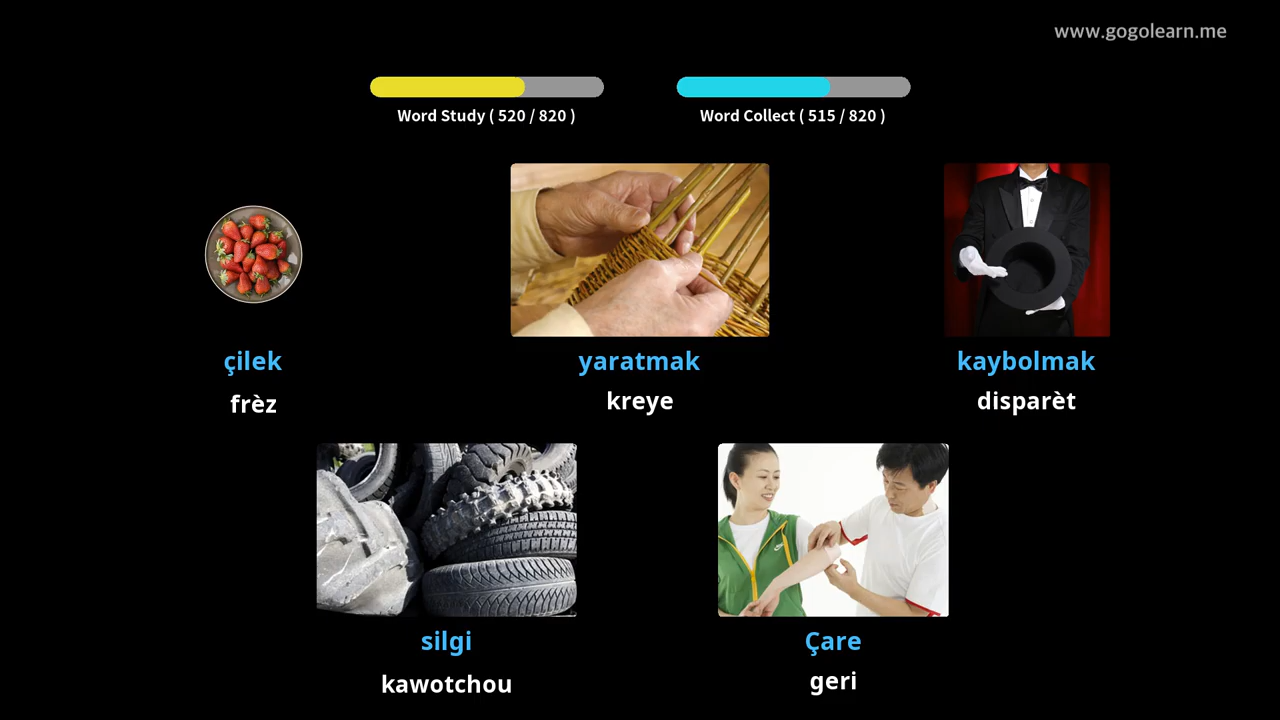 www.gogolearn.me
Word Study ( 520 / 820 )
Word Collect ( 515 / 820 )
çilek
frèz
yaratmak
kreye
kaybolmak
disparèt
silgi
kawotchou
Çare
geri